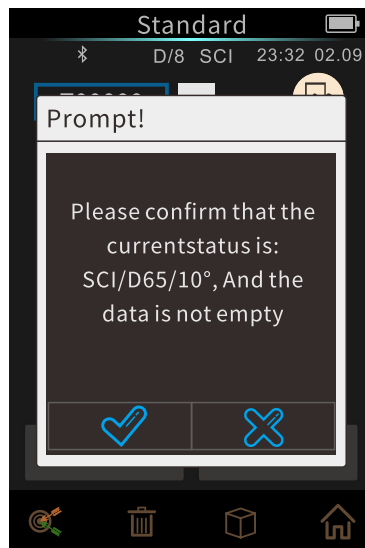 Standard
D/8 SCI 23:32 02.09
Prompt!
Please confirm that the
currentstatus is:
SCI/D65/10°, And the
data is not empty